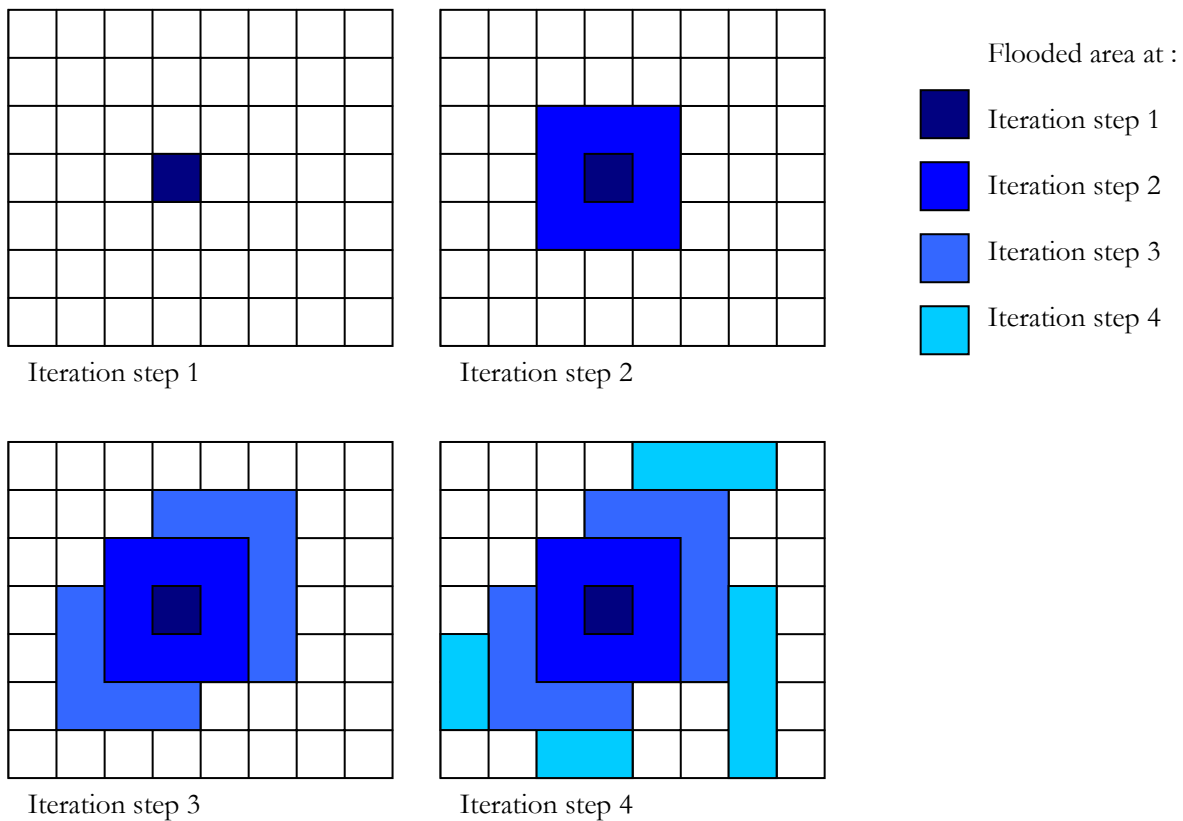 Flooded area at :
Iteration step 1
Iteration step 2
Iteration step 3
Iteration step 4
Iteration step 1
Iteration step 2
Iteration step 3
Iteration step 4